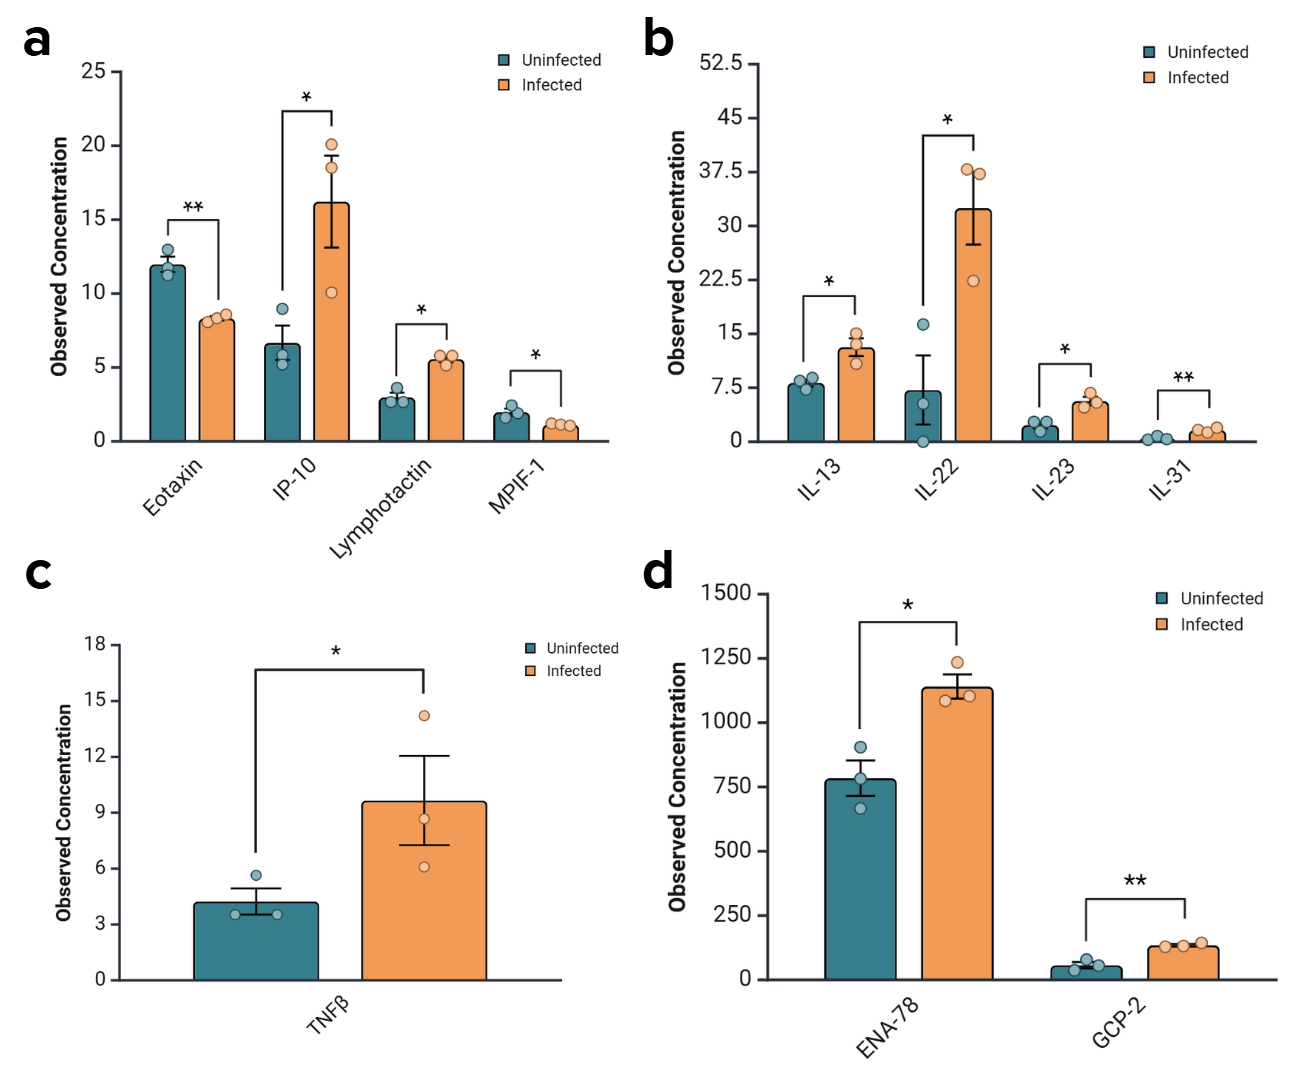 a
Uninfected
Infected
Observed Concentration
25
20
15
10
5
0
**
*
*
*
Eotaxin
IP-10
Lymphotactin
MPIF-1
b
Uninfected
Infected
Observed Concentration
52.5
45
37.5
30
22.5
15
7.5
0
*
*
*
**
IL-13
IL-22
IL-23
IL-31
c
Uninfected
Infected
Observed Concentration
18
15
12
9
6
3
0
*
TNFβ
d
Uninfected
Infected
Observed Concentration
1500
1250
1000
750
500
250
0
*
**
ENA-78
GCP-2